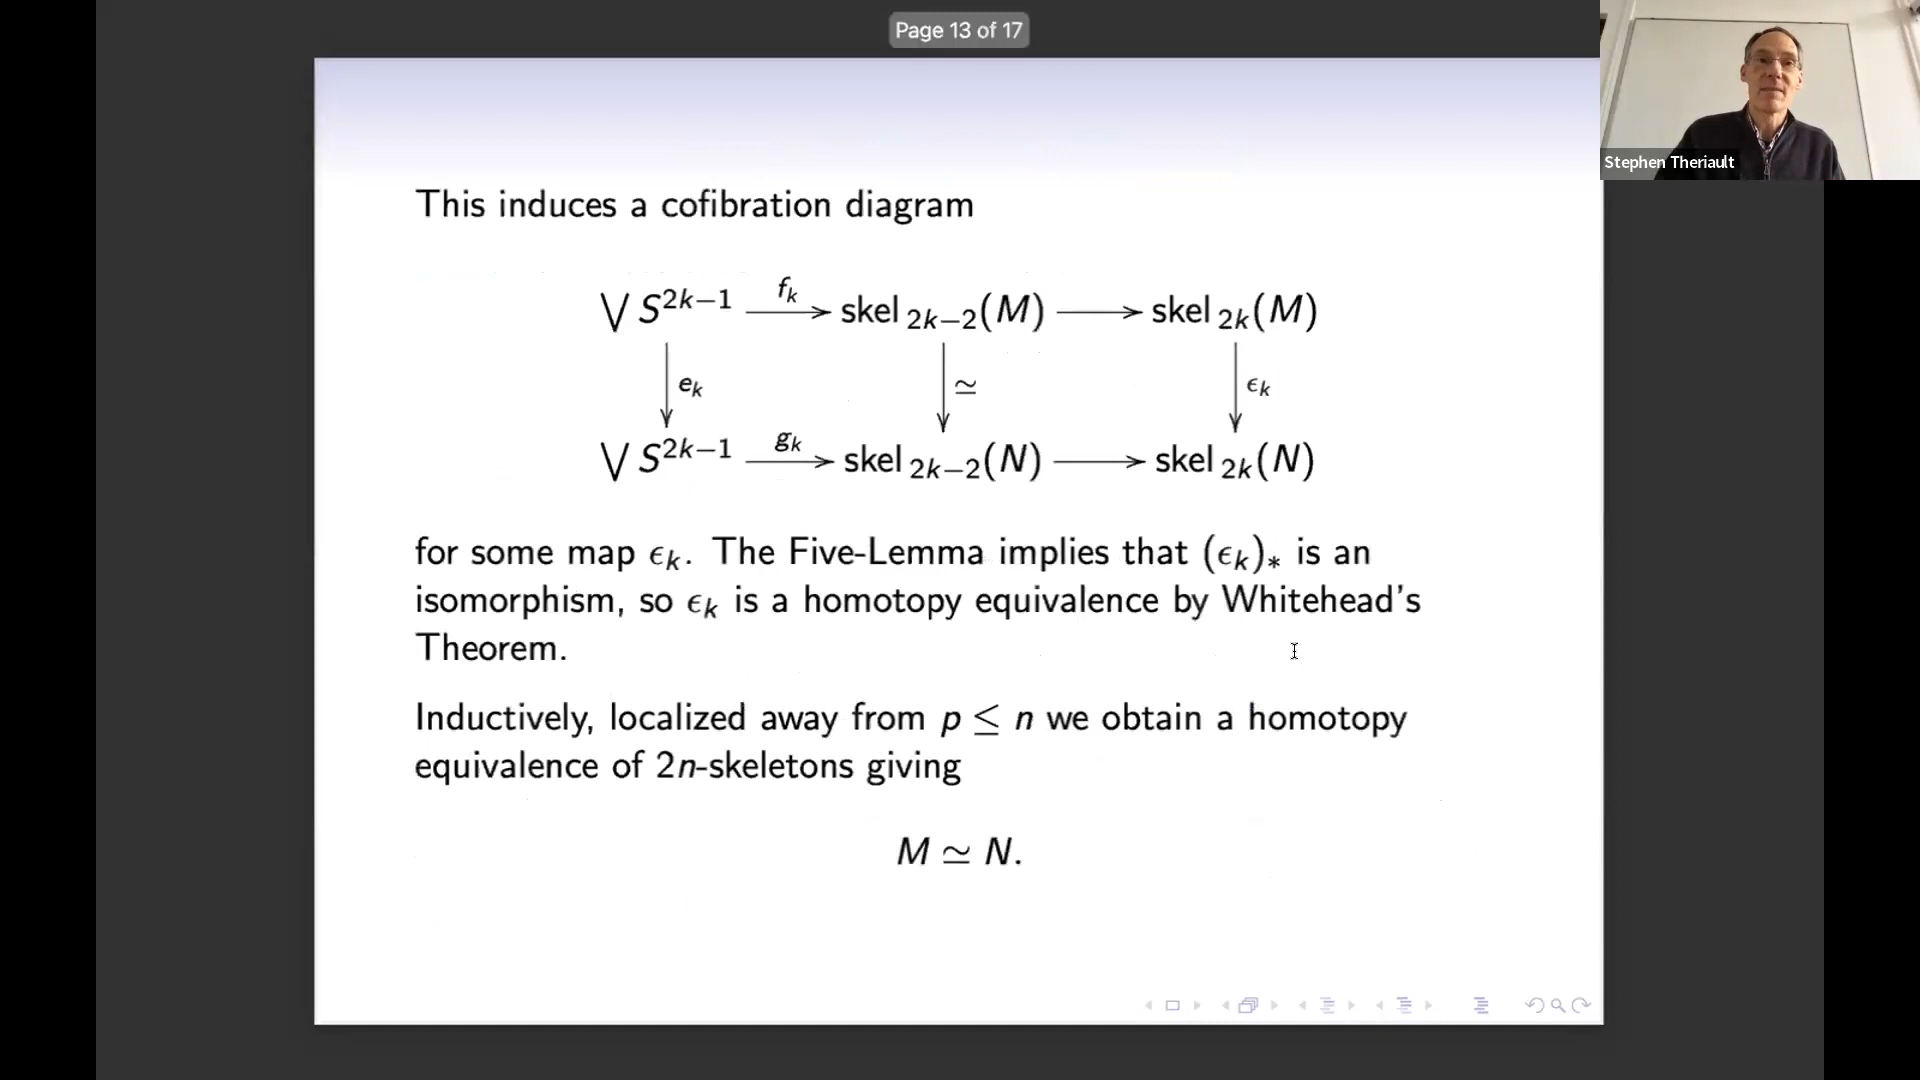 Page 13 of 17
Stephen Theriault
This induces a cofibration diagram
⋁ S^{2k−1} —f_k→ skel_{2k−2}(M) ⟶ skel_{2k}(M)
e_k ≃ ϵ_k
⋁ S^{2k−1} —g_k→ skel_{2k−2}(N) ⟶ skel_{2k}(N)
for some map ϵ_k. The Five-Lemma implies that (ϵ_k)_* is an
isomorphism, so ϵ_k is a homotopy equivalence by Whitehead's
Theorem.
Inductively, localized away from p ≤ n we obtain a homotopy
equivalence of 2n-skeletons giving
M ≃ N.